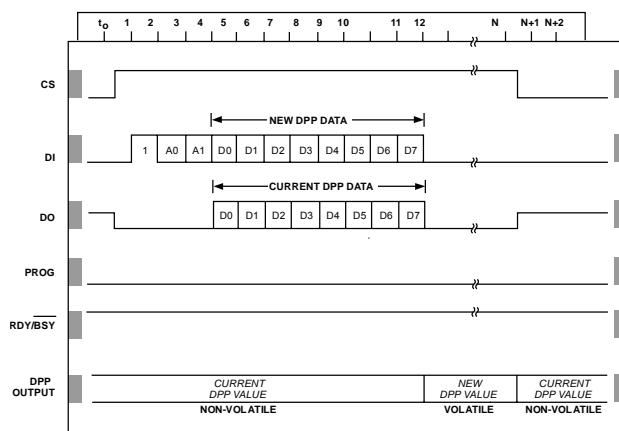 to 1 2 3 4 5 6 7 8 9 10 11 12 N N+1 N+2
CS
NEW DPP DATA
DI 1 A0 A1 D0 D1 D2 D3 D4 D5 D6 D7
CURRENT DPP DATA
DO D0 D1 D2 D3 D4 D5 D6 D7
PROG
RDY/BSY
DPP OUTPUT
CURRENT DPP VALUE
NON-VOLATILE
NEW DPP VALUE
VOLATILE
CURRENT DPP VALUE
NON-VOLATILE